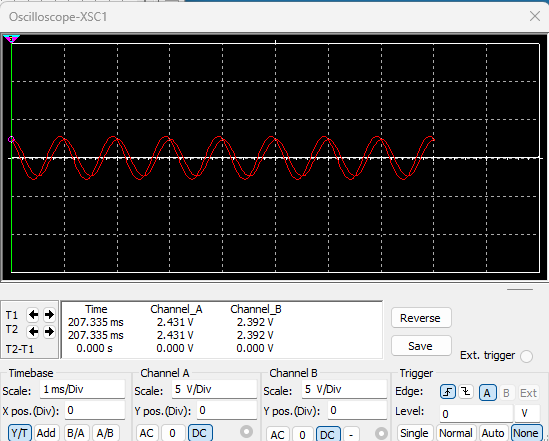 Oscilloscope-XSC1
T1
T2
T2-T1
Time Channel_A Channel_B
207.335 ms 2.431 V 2.392 V
207.335 ms 2.431 V 2.392 V
0.000 s 0.000 V 0.000 V
Reverse
Save
Ext. trigger
Timebase
Scale: 1 ms/Div
X pos.(Div): 0
Y/T Add B/A A/B
Channel A
Scale: 5 V/Div
Y pos.(Div): 0
AC 0 DC
Channel B
Scale: 5 V/Div
Y pos.(Div): 0
AC 0 DC -
Trigger
Edge: A B Ext
Level: 0 V
Single Normal Auto None